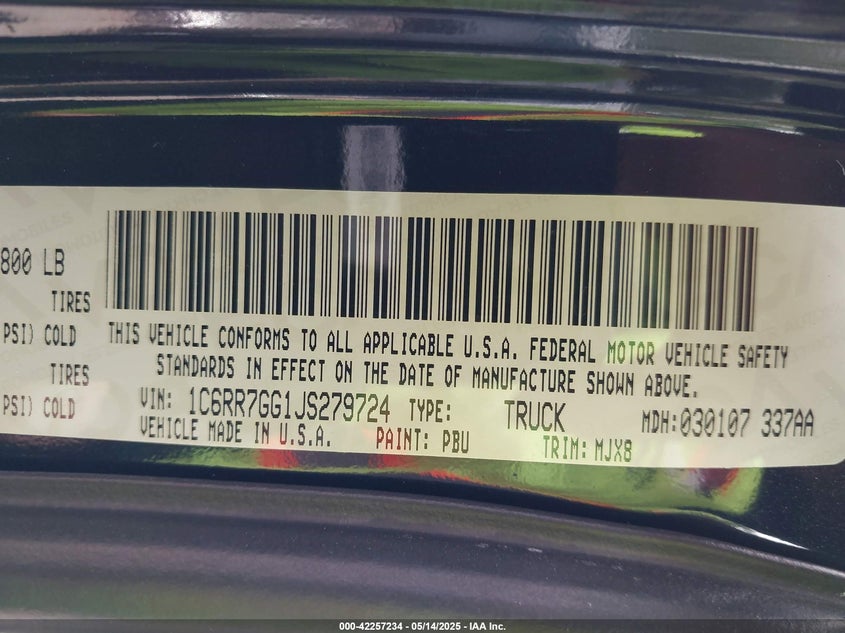 800 LB
TIRES
PSI) COLD
TIRES
PSI) COLD
THIS VEHICLE CONFORMS TO ALL APPLICABLE U.S.A. FEDERAL MOTOR VEHICLE SAFETY
STANDARDS IN EFFECT ON THE DATE OF MANUFACTURE SHOWN ABOVE.
VIN: 1C6RR7GG1JS279724 TYPE: TRUCK MDH:030107 337AA
VEHICLE MADE IN U.S.A. PAINT: PBU TRIM: MJX8
000-42257234 - 05/14/2025 - IAA Inc.